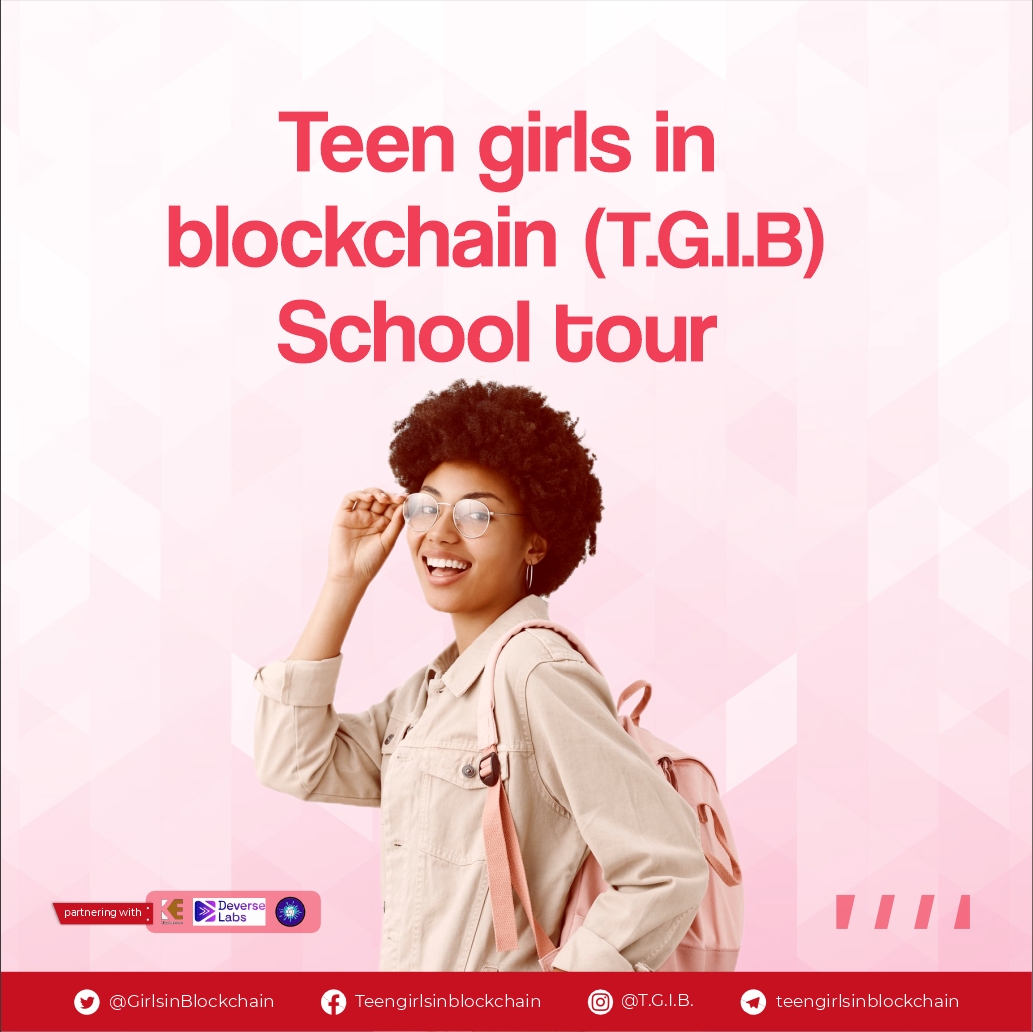 Teen girls in
blockchain (T.G.I.B)
School tour
partnering with :
Deverse
Labs
@GirlsinBlockchain
Teengirlsinblockchain
@T.G.I.B.
teengirlsinblockchain